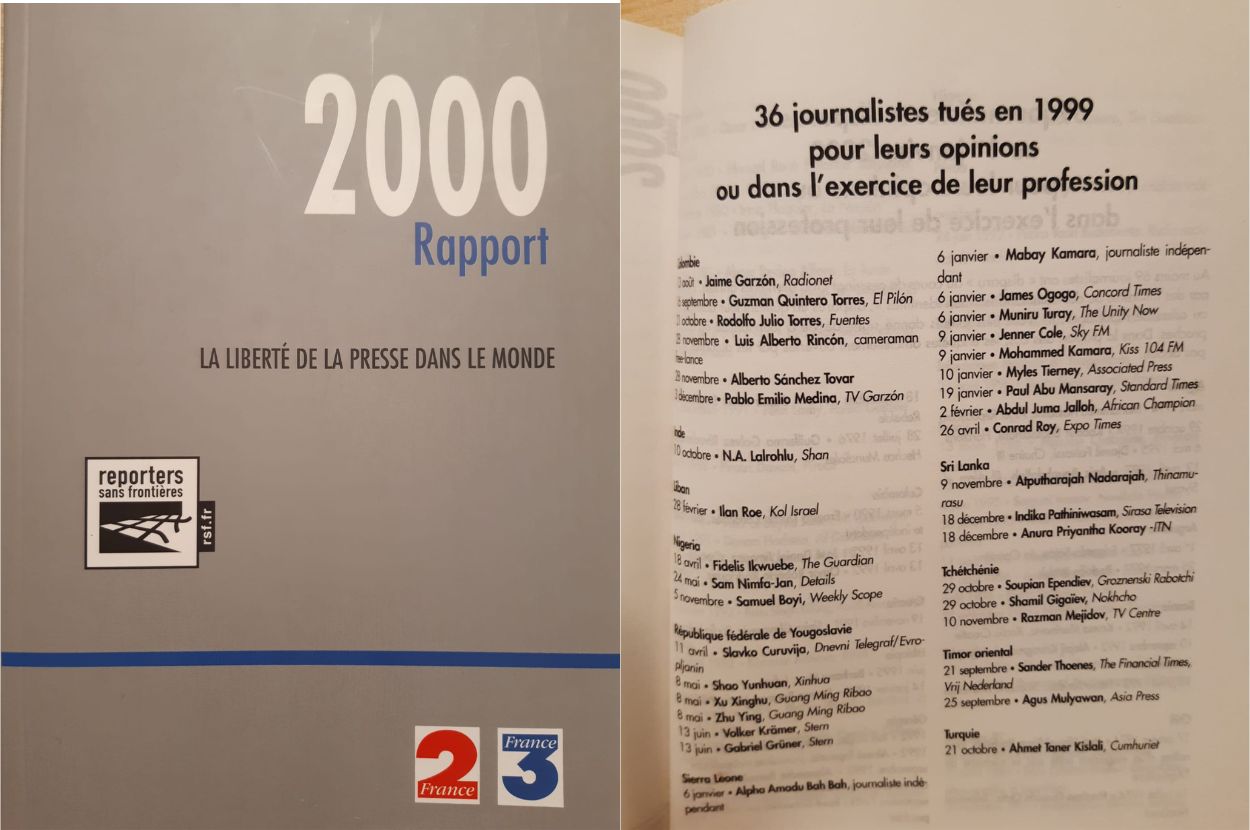 2000
Rapport
LA LIBERTÉ DE LA PRESSE DANS LE MONDE
reporters
sans frontières
rsf.fr
2
France
France
3
36 journalistes tués en 1999
pour leurs opinions
ou dans l'exercice de leur profession
août • Jaime Garzón, Radionet
septembre • Guzman Quintero Torres, El Pilón
octobre • Rodolfo Julio Torres, Fuentes
novembre • Luis Alberto Rincón, cameraman
free-lance
28 novembre • Alberto Sánchez Tovar
3 décembre • Pablo Emilio Medina, TV Garzón
Inde
10 octobre • N.A. Lalrohlu, Shan
Liban
28 février • Ilan Roe, Kol Israel
Nigeria
18 avril • Fidelis Ikwuebe, The Guardian
24 mai • Sam Nimfa-Jan, Details
5 novembre • Samuel Boyi, Weekly Scope
République fédérale de Yougoslavie
11 avril • Slavko Curuvija, Dnevni Telegraf/Evro-
pljanin
8 mai • Shao Yunhuan, Xinhua
8 mai • Xu Xinghu, Guang Ming Ribao
8 mai • Zhu Ying, Guang Ming Ribao
13 juin • Volker Krämer, Stern
13 juin • Gabriel Grüner, Stern
Sierra Leone
6 janvier • Alpha Amadu Bah Bah, journaliste indé-
pendant
6 janvier • Mabay Kamara, journaliste indépen-
dant
6 janvier • James Ogogo, Concord Times
6 janvier • Muniru Turay, The Unity Now
9 janvier • Jenner Cole, Sky FM
9 janvier • Mohammed Kamara, Kiss 104 FM
10 janvier • Myles Tierney, Associated Press
19 janvier • Paul Abu Mansaray, Standard Times
2 février • Abdul Juma Jalloh, African Champion
26 avril • Conrad Roy, Expo Times
Sri Lanka
9 novembre • Atputharajah Nadarajah, Thinamu-
rasu
18 décembre • Indika Pathiniwasam, Sirasa Television
18 décembre • Anura Priyantha Kooray -ITN
Tchétchénie
29 octobre • Soupian Ependiev, Groznenski Rabotchi
29 octobre • Shamil Gigaïev, Nokhcho
10 novembre • Razman Mejidov, TV Centre
Timor oriental
21 septembre • Sander Thoenes, The Financial Times,
Vrij Nederland
25 septembre • Agus Mulyawan, Asia Press
Turquie
21 octobre • Ahmet Taner Kislali, Cumhuriet